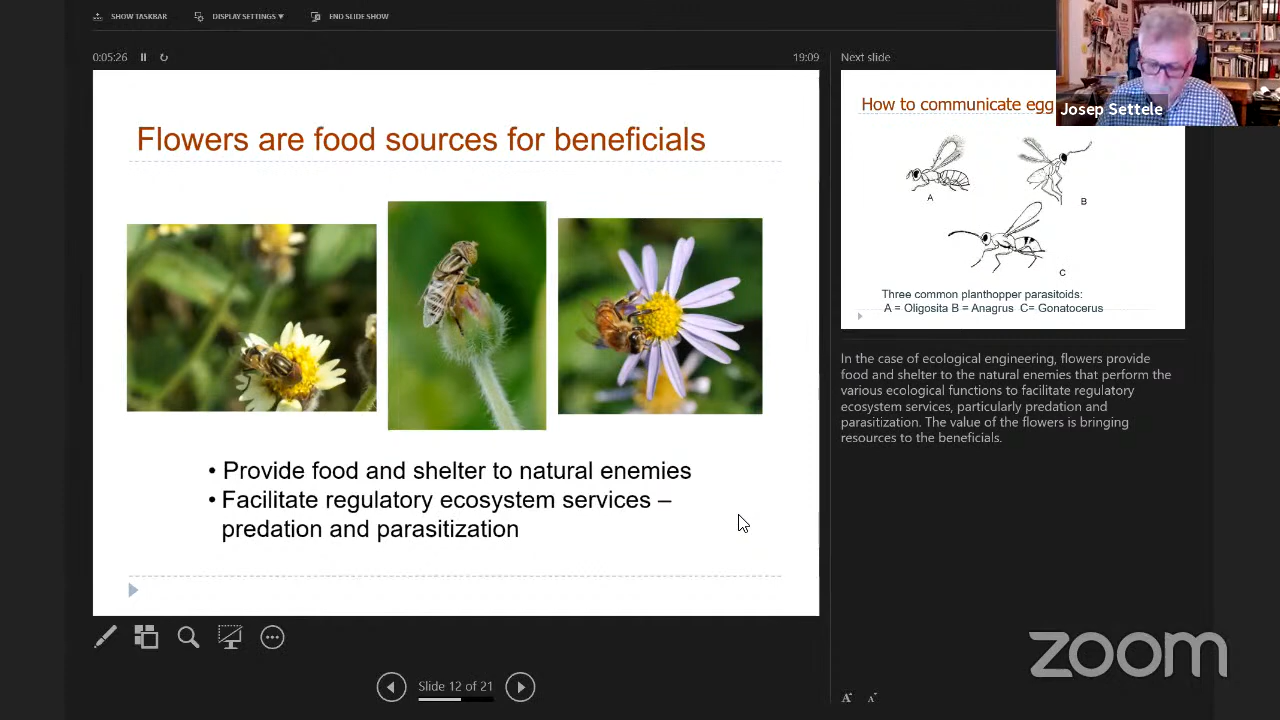 SHOW TASKBAR
DISPLAY SETTINGS ▼
END SLIDE SHOW
0:05:26
19:09
Next slide
Josep Settele
Flowers are food sources for beneficials
• Provide food and shelter to natural enemies
• Facilitate regulatory ecosystem services –
predation and parasitization
How to communicate egg
A
B
C
Three common planthopper parasitoids:
A = Oligosita B = Anagrus C= Gonatocerus
In the case of ecological engineering, flowers provide
food and shelter to the natural enemies that perform the
various ecological functions to facilitate regulatory
ecosystem services, particularly predation and
parasitization. The value of the flowers is bringing
resources to the beneficials.
Slide 12 of 21
A
A
zoom